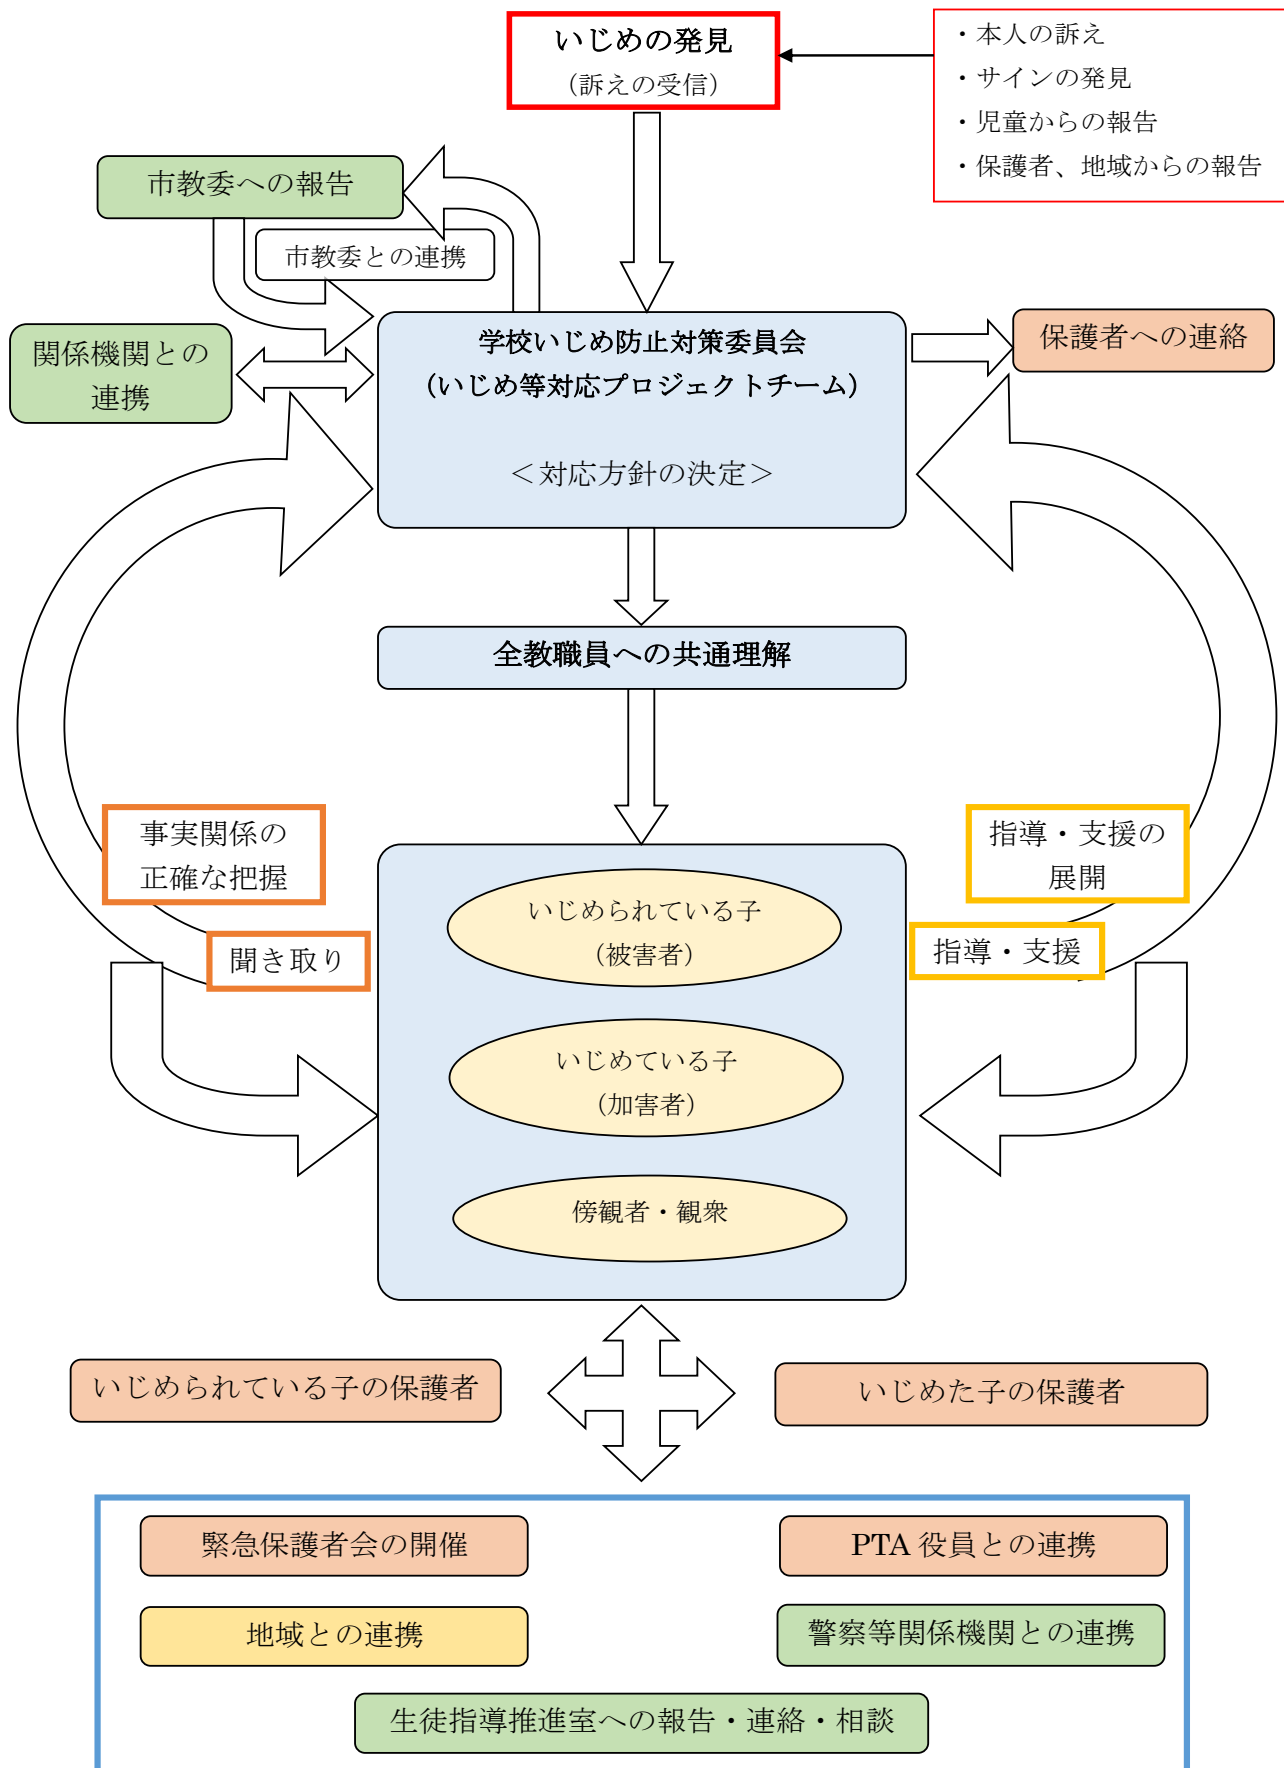 いじめの発見
（訴えの受信）
・本人の訴え
・サインの発見
・児童からの報告
・保護者、地域からの報告
市教委への報告
市教委との連携
関係機関との
連携
学校いじめ防止対策委員会
（いじめ等対応プロジェクトチーム）
＜対応方針の決定＞
保護者への連絡
全教職員への共通理解
事実関係の
正確な把握
聞き取り
指導・支援の
展開
指導・支援
いじめられている子
（被害者）
いじめている子
（加害者）
傍観者・観衆
いじめられている子の保護者
いじめた子の保護者
緊急保護者会の開催
PTA 役員との連携
地域との連携
警察等関係機関との連携
生徒指導推進室への報告・連絡・相談